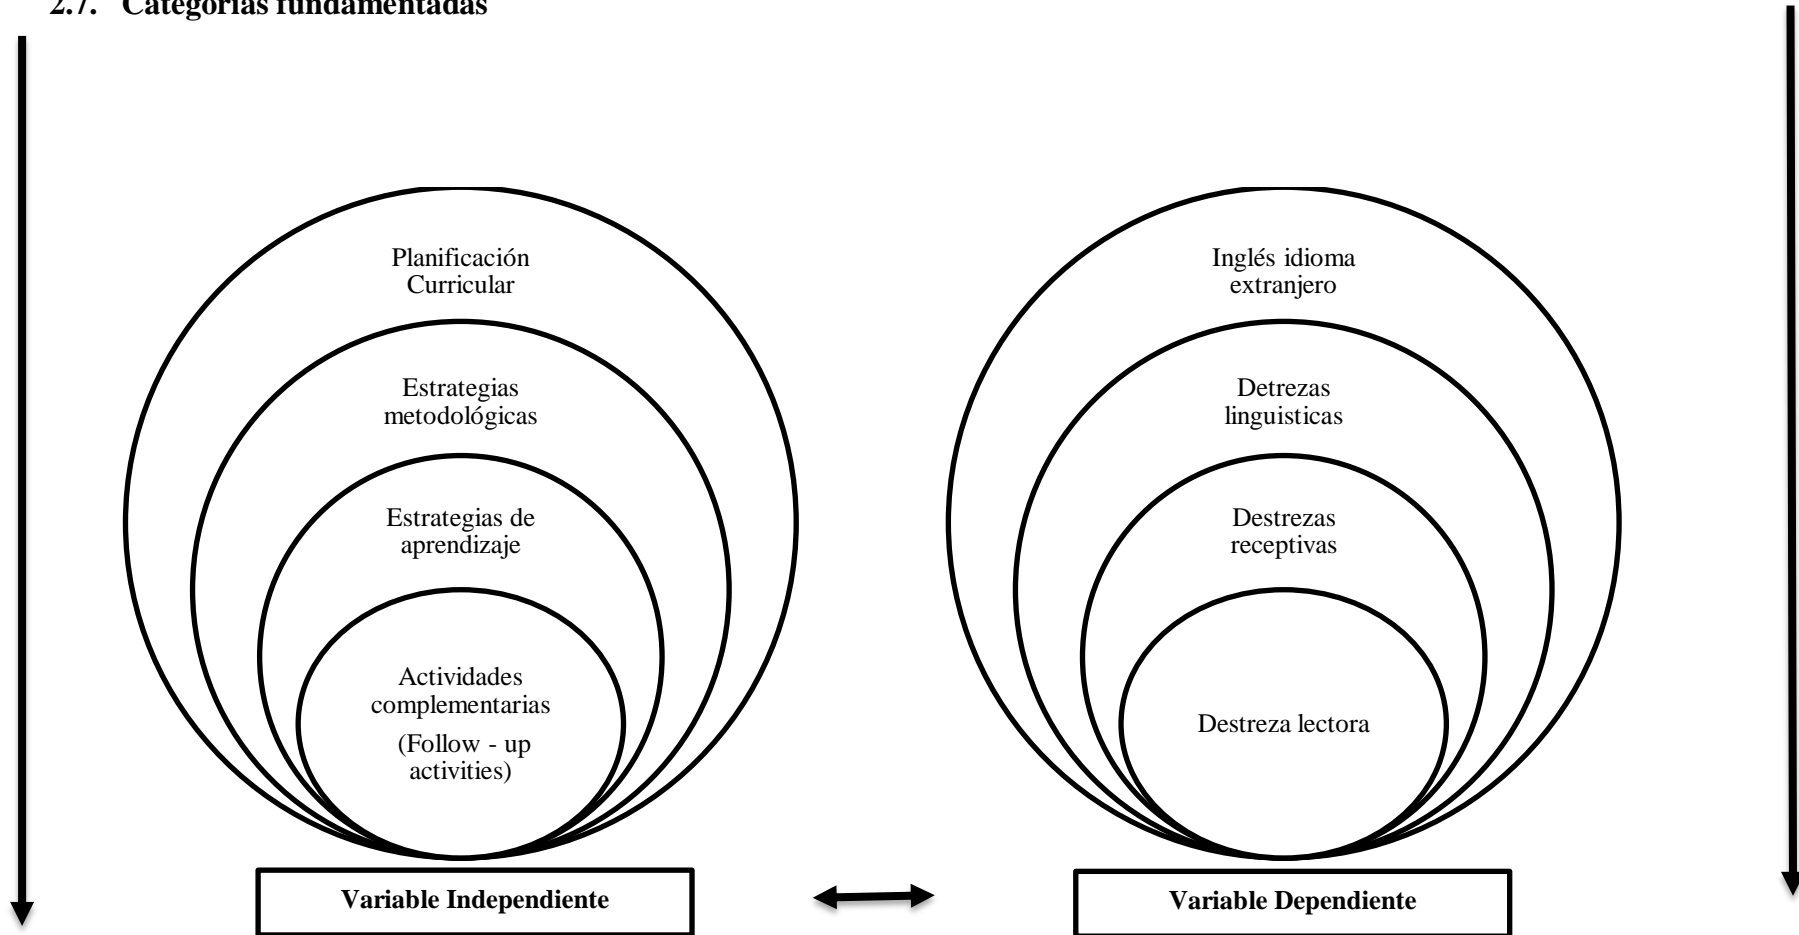 2.7. Categorías fundamentadas
Planificación
Curricular
Estrategias
metodológicas
Estrategias de
aprendizaje
Actividades
complementarias
(Follow - up
activities)
Variable Independiente
Inglés idioma
extranjero
Detrezas
linguisticas
Destrezas
receptivas
Destreza lectora
Variable Dependiente